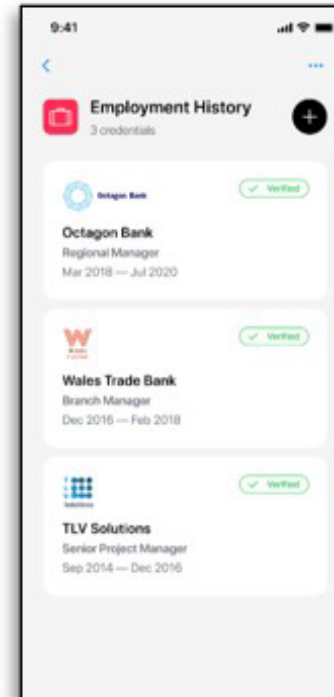 9:41
Employment History
3 credentials
Octagon Bank
Verified
Octagon Bank
Regional Manager
Mar 2018 — Jul 2020
Verified
Wales Trade Bank
Branch Manager
Dec 2016 — Feb 2018
Solutions
Verified
TLV Solutions
Senior Project Manager
Sep 2014 — Dec 2016